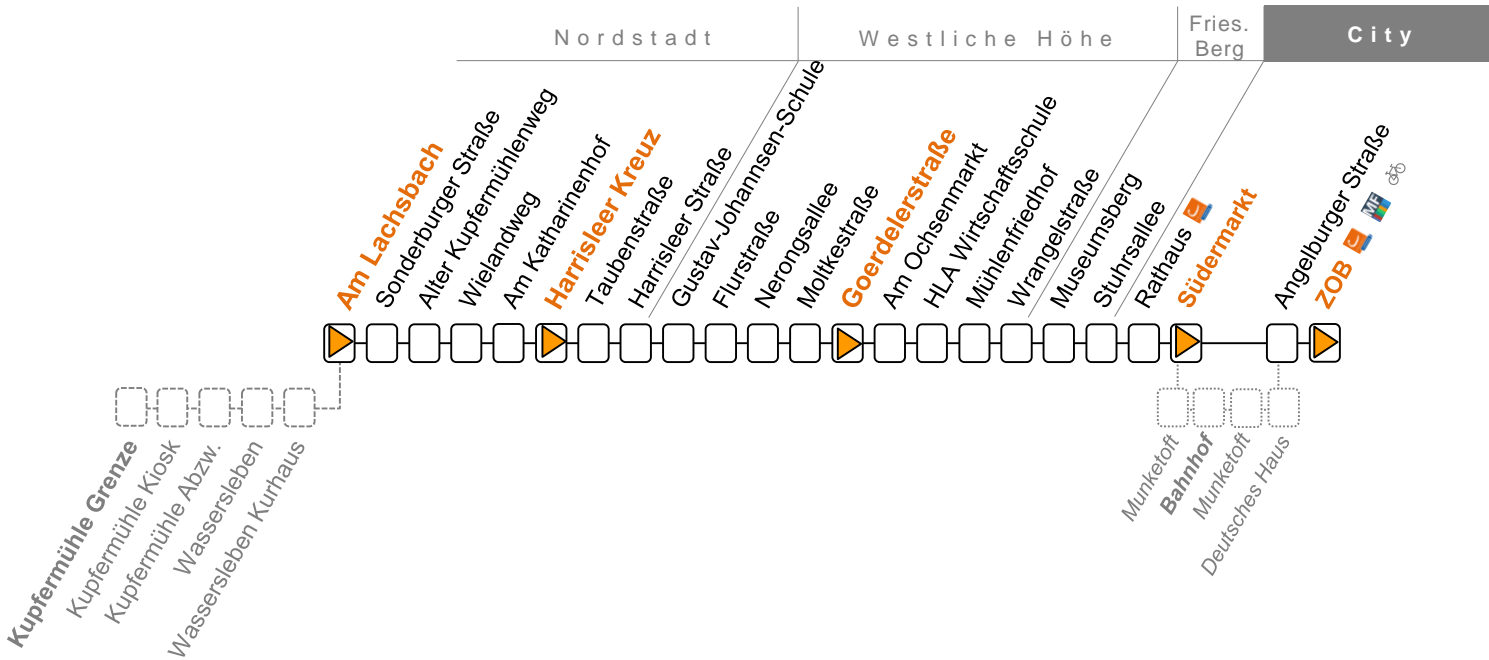 Nordstadt
Westliche Höhe
Fries.
Berg
City
Am Lachsbach
Sonderburger Straße
Alter Kupfermühlenweg
Wielandweg
Am Katharinenhof
Harrisleer Kreuz
Taubenstraße
Harrisleer Straße
Gustav-Johannsen-Schule
Flurstraße
Nerongsallee
Moltkestraße
Goerdelerstraße
Am Ochsenmarkt
HLA Wirtschaftsschule
Mühlenfriedhof
Wrangelstraße
Museumsberg
Stuhrsallee
Rathaus
Südermarkt
Angelburger Straße
ZOB
MF
Kupfermühle Grenze
Kupfermühle Kiosk
Kupfermühle Abzw.
Wassersleben
Wassersleben Kurhaus
Munketoft
Bahnhof
Munketoft
Deutsches Haus